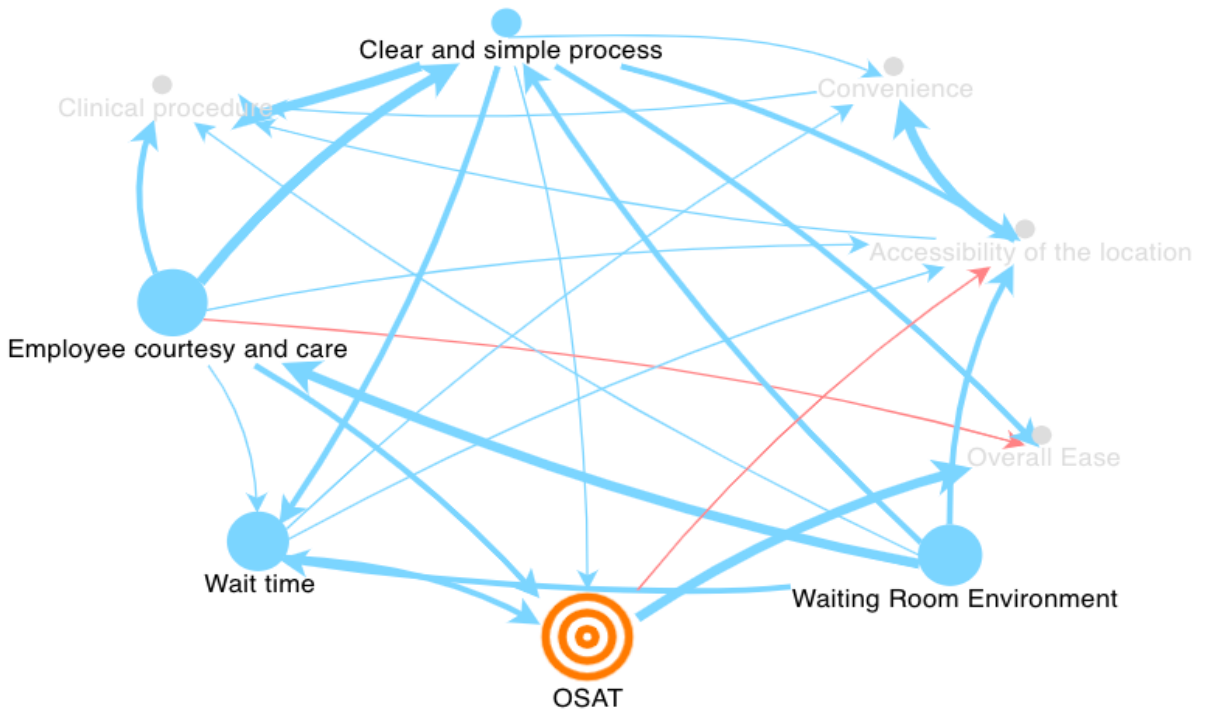 Clear and simple process
Convenience
Clinical procedure
Accessibility of the location
Employee courtesy and care
Overall Ease
Wait time
Waiting Room Environment
OSAT